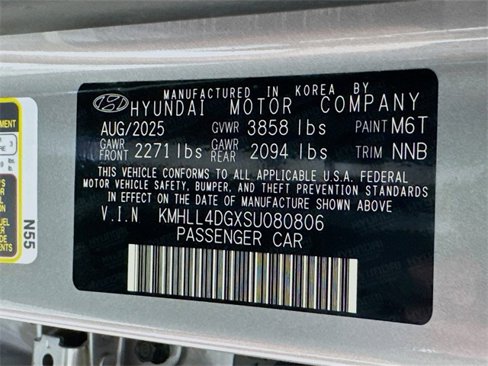 MANUFACTURED IN KOREA BY
HYUNDAI MOTOR COMPANY
AUG/2025 GVWR 3858 lbs PAINT M6T
GAWR FRONT 2271 lbs GAWR REAR 2094 lbs TRIM NNB
THIS VEHICLE CONFORMS TO ALL APPLICABLE U.S.A. FEDERAL
MOTOR VEHICLE SAFETY, BUMPER, AND THEFT PREVENTION STANDARDS
IN EFFECT ON THE DATE OF MANUFACTURE SHOWN ABOVE
V.I.N KMHLL4DGXSU080806
PASSENGER CAR
N55